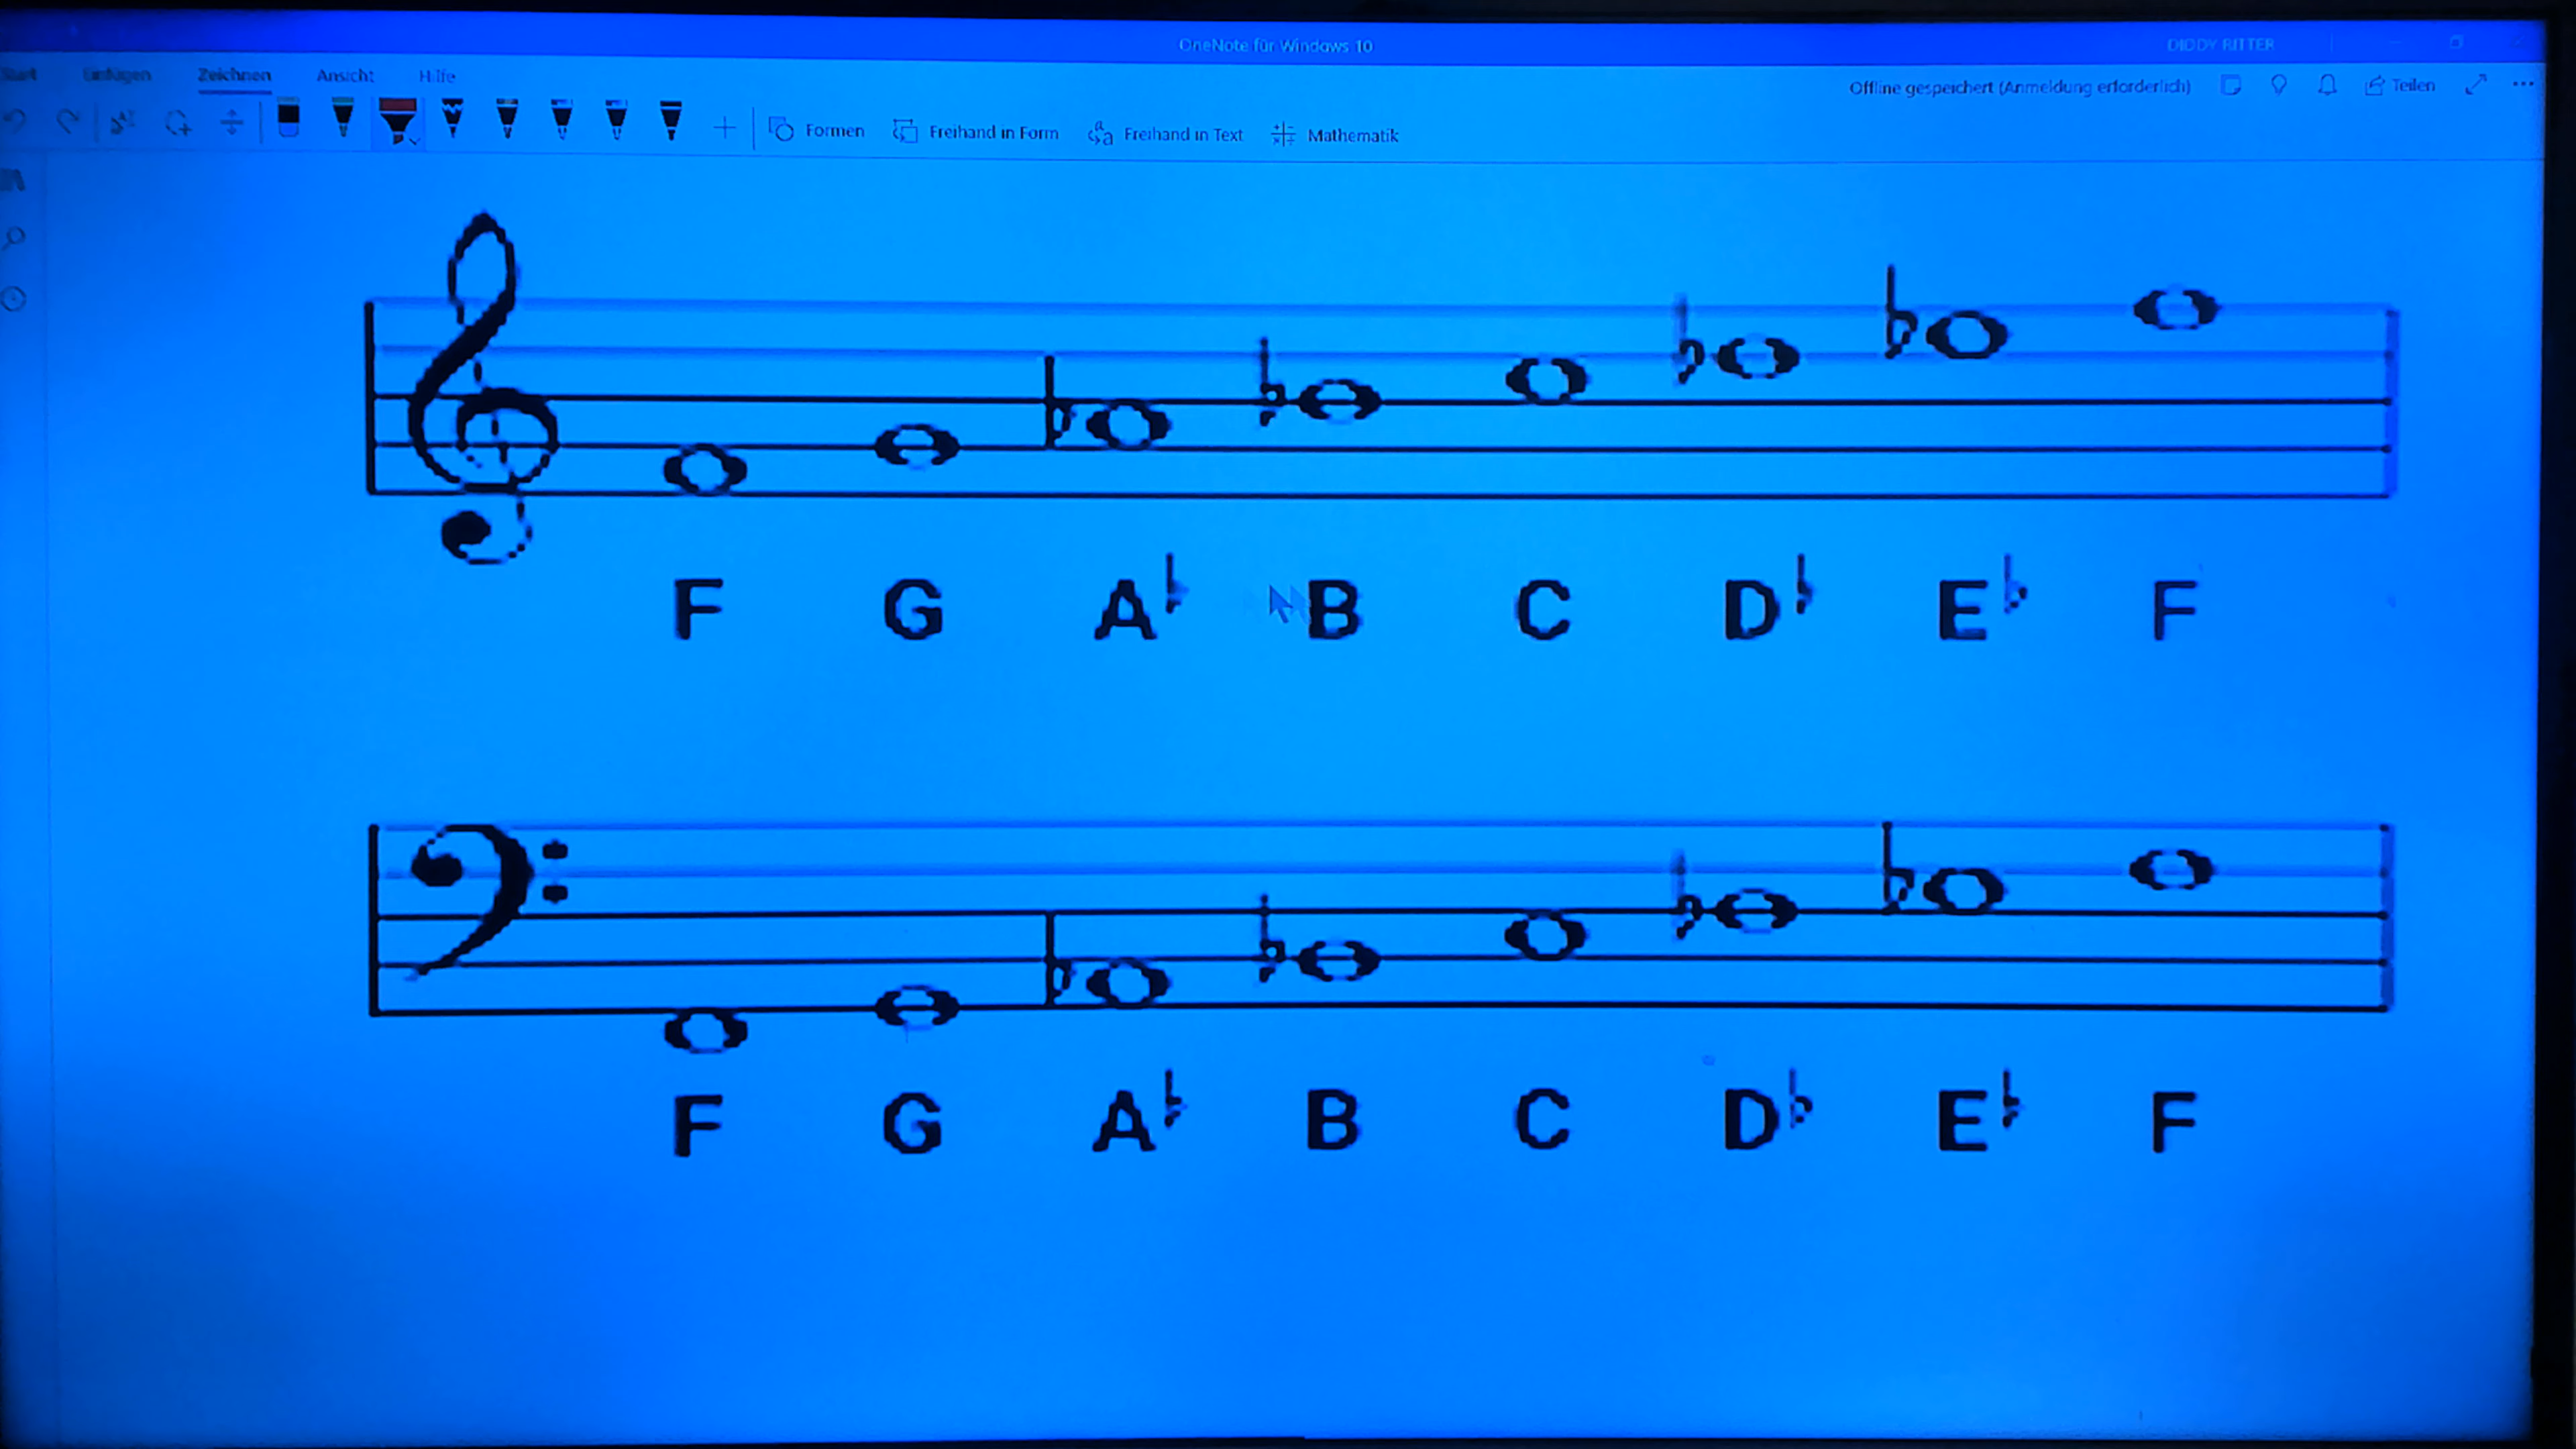 OneNote für Windows 10 DIDDY RITTER
Start Einfügen Zeichnen Ansicht Hilfe
Offline gespeichert (Anmeldung erforderlich) Teilen
Formen Freihand in Form Freihand in Text Mathematik
F G A♭ B C D♭ E♭ F
F G A♭ B C D♭ E♭ F